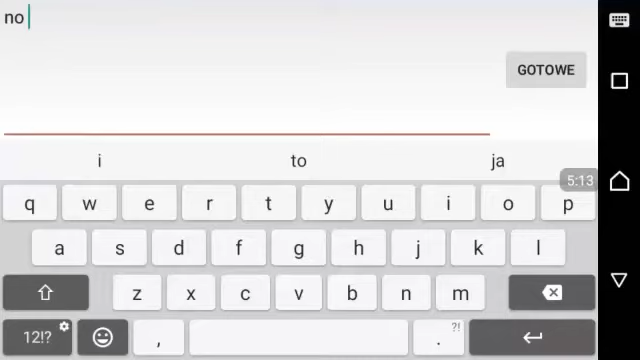 no
GOTOWE
i to ja
5:13
q w e r t y u i o p
a s d f g h j k l
z x c v b n m
12!? , . ?!